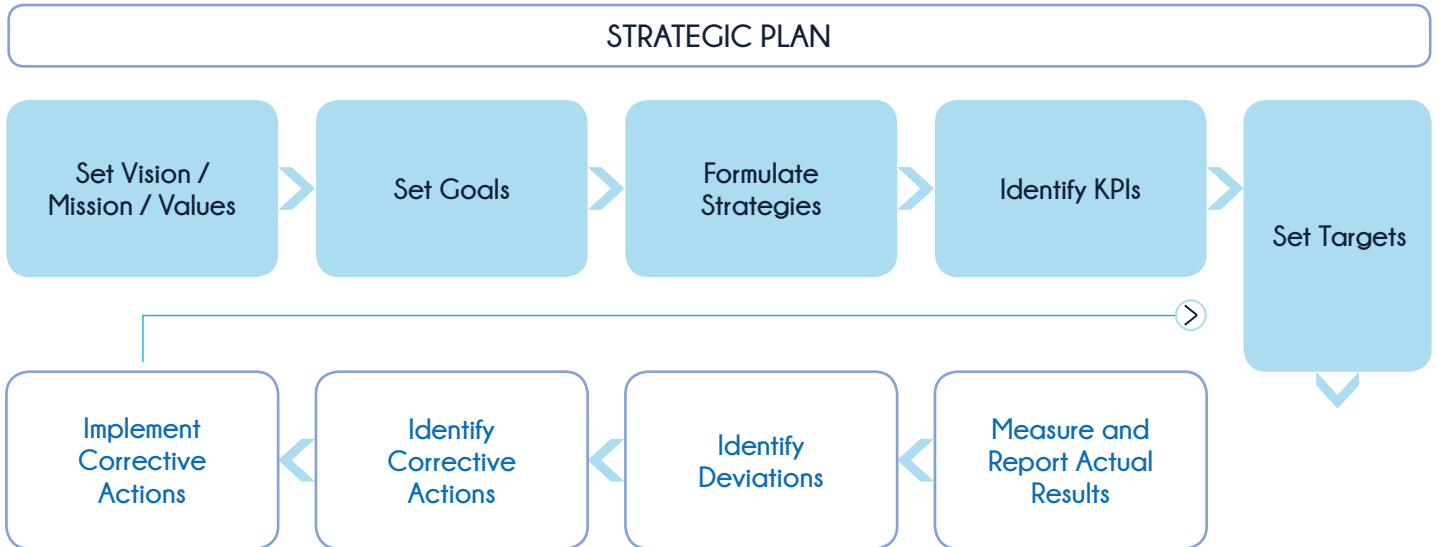 STRATEGIC PLAN
Set Vision /
Mission / Values
Set Goals
Formulate
Strategies
Identify KPIs
Set Targets
Implement
Corrective
Actions
Identify
Corrective
Actions
Identify
Deviations
Measure and
Report Actual
Results